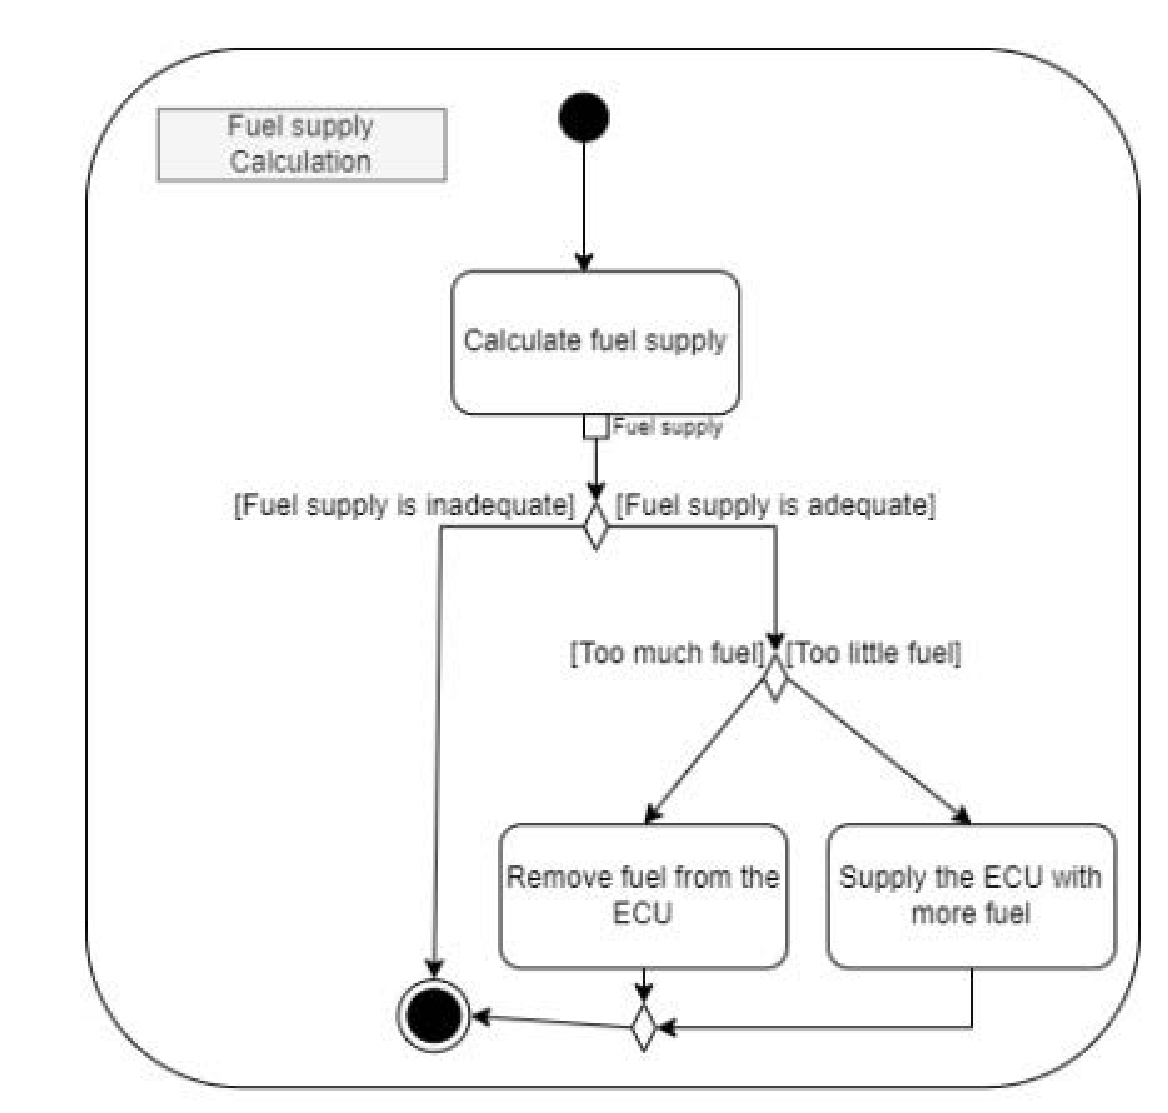 Fuel supply
Calculation
Calculate fuel supply
Fuel supply
[Fuel supply is inadequate]
[Fuel supply is adequate]
[Too much fuel]
[Too little fuel]
Remove fuel from the
ECU
Supply the ECU with
more fuel